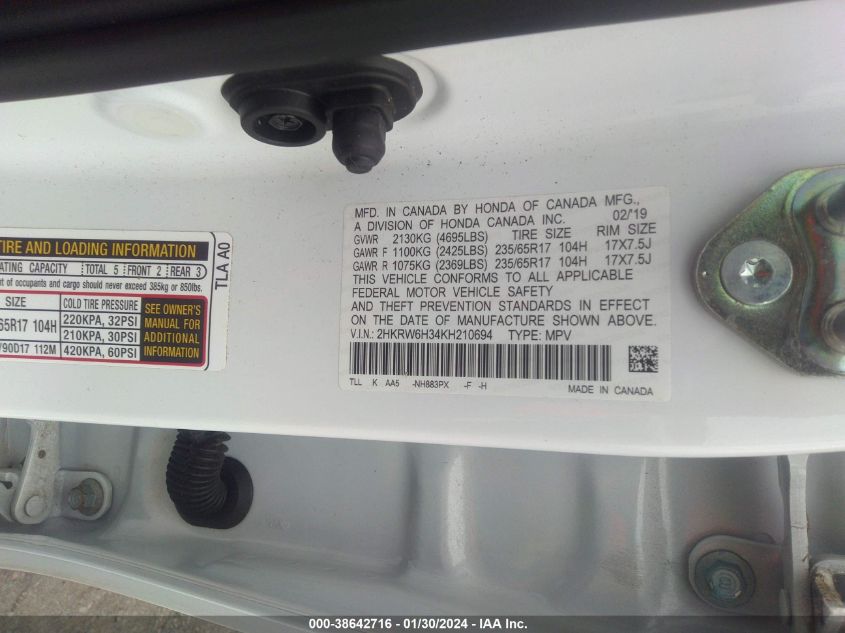 TIRE AND LOADING INFORMATION
ATING CAPACITY TOTAL 5 FRONT 2 REAR 3
t of occupants and cargo should never exceed 385kg or 850lbs.
SIZE COLD TIRE PRESSURE
65R17 104H 220KPA, 32PSI
210KPA, 30PSI
/90D17 112M 420KPA, 60PSI
SEE OWNER'S
MANUAL FOR
ADDITIONAL
INFORMATION
TLA A0
MFD. IN CANADA BY HONDA OF CANADA MFG.,
A DIVISION OF HONDA CANADA INC. 02/'19
GVWR 2130KG (4695LBS) TIRE SIZE RIM SIZE
GAWR F 1100KG (2425LBS) 235/65R17 104H 17X7.5J
GAWR R 1075KG (2369LBS) 235/65R17 104H 17X7.5J
THIS VEHICLE CONFORMS TO ALL APPLICABLE
FEDERAL MOTOR VEHICLE SAFETY
AND THEFT PREVENTION STANDARDS IN EFFECT
ON THE DATE OF MANUFACTURE SHOWN ABOVE.
V.I.N.: 2HKRW6H34KH210694 TYPE: MPV
TLL K AA5 -NH883PX -F -H
MADE IN CANADA
000-38642716 - 01/30/2024 - IAA Inc.